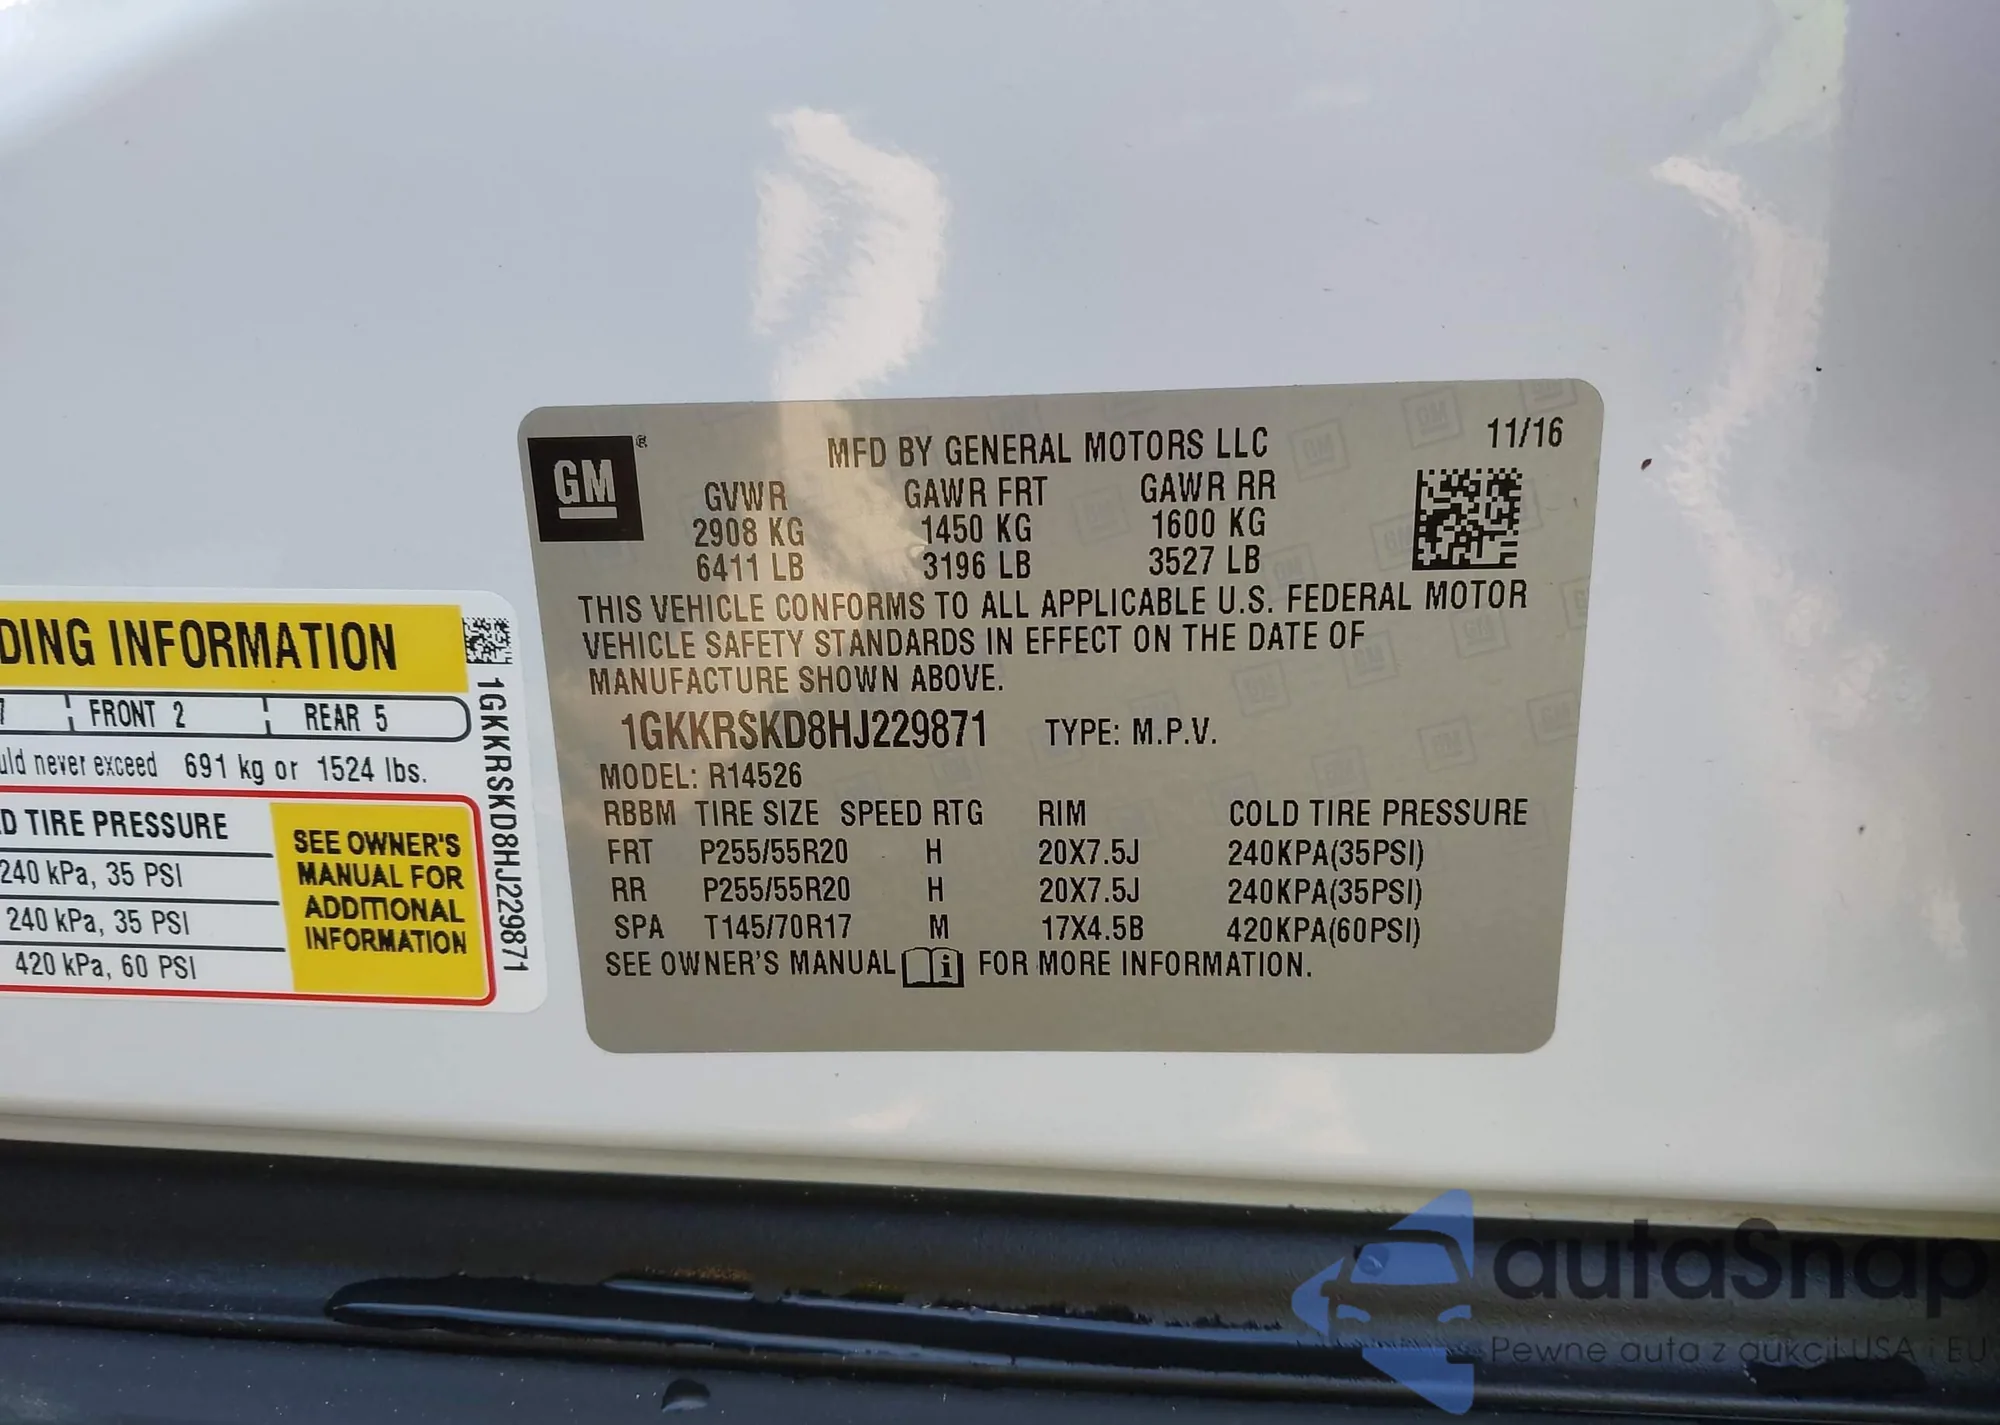 GM ®
MFD BY GENERAL MOTORS LLC 11/16
GVWR GAWR FRT GAWR RR
2908 KG 1450 KG 1600 KG
6411 LB 3196 LB 3527 LB
THIS VEHICLE CONFORMS TO ALL APPLICABLE U.S. FEDERAL MOTOR
VEHICLE SAFETY STANDARDS IN EFFECT ON THE DATE OF
MANUFACTURE SHOWN ABOVE.
1GKKRSKD8HJ229871 TYPE: M.P.V.
MODEL: R14526
RBBM TIRE SIZE SPEED RTG RIM COLD TIRE PRESSURE
FRT P255/55R20 H 20X7.5J 240KPA(35PSI)
RR P255/55R20 H 20X7.5J 240KPA(35PSI)
SPA T145/70R17 M 17X4.5B 420KPA(60PSI)
SEE OWNER'S MANUAL i FOR MORE INFORMATION.
DING INFORMATION
7 FRONT 2 REAR 5
uld never exceed 691 kg or 1524 lbs.
D TIRE PRESSURE
240 kPa, 35 PSI
240 kPa, 35 PSI
420 kPa, 60 PSI
SEE OWNER'S
MANUAL FOR
ADDITIONAL
INFORMATION
1GKKRSKD8HJ229871
autaSnap
Pewne auta z aukcji USA i EU